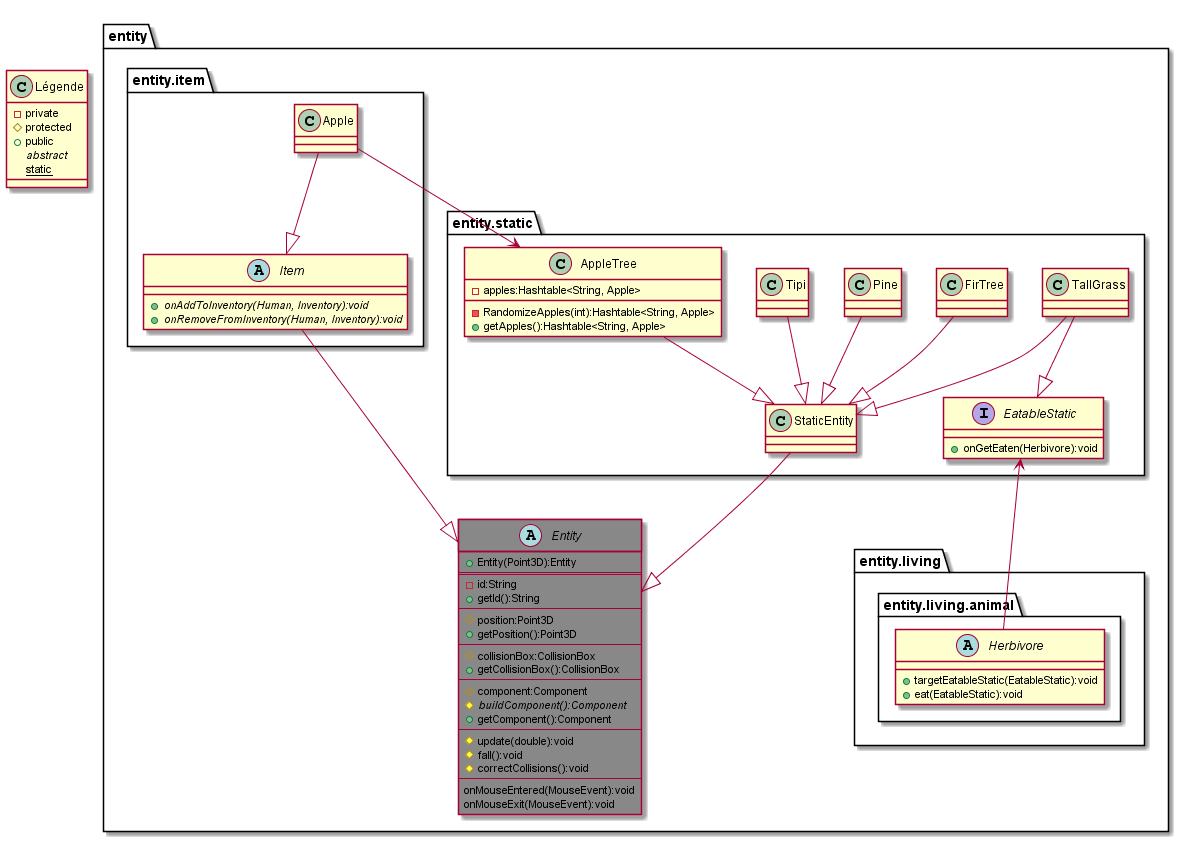 entity
entity.item
C Légende
private
protected
public
abstract
static
C Apple
entity.static
A Item
onAddToInventory(Human, Inventory):void
onRemoveFromInventory(Human, Inventory):void
C AppleTree
apples:Hashtable<String, Apple>
RandomizeApples(int):Hashtable<String, Apple>
getApples():Hashtable<String, Apple>
C Tipi
C Pine
C FirTree
C TallGrass
C StaticEntity
I EatableStatic
onGetEaten(Herbivore):void
A Entity
Entity(Point3D):Entity
id:String
getId():String
position:Point3D
getPosition():Point3D
collisionBox:CollisionBox
getCollisionBox():CollisionBox
component:Component
buildComponent():Component
getComponent():Component
update(double):void
fall():void
correctCollisions():void
onMouseEntered(MouseEvent):void
onMouseExit(MouseEvent):void
entity.living
entity.living.animal
A Herbivore
targetEatableStatic(EatableStatic):void
eat(EatableStatic):void